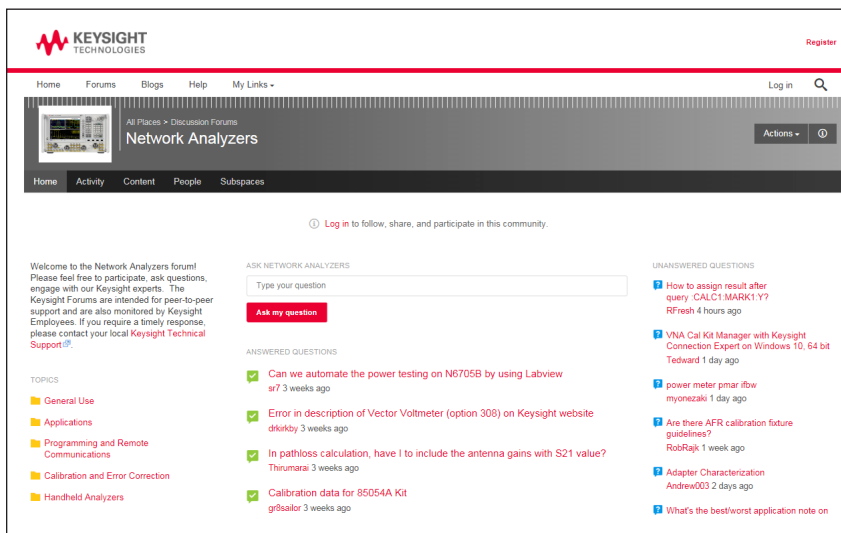 KEYSIGHT
TECHNOLOGIES
Register
Home Forums Blogs Help My Links
Log in
All Places > Discussion Forums
Network Analyzers
Actions
Home Activity Content People Subspaces
Log in to follow, share, and participate in this community.
Welcome to the Network Analyzers forum!
Please feel free to participate, ask questions,
engage with our Keysight experts. The
Keysight Forums are intended for peer-to-peer
support and are also monitored by Keysight
Employees. If you require a timely response,
please contact your local Keysight Technical
Support.
TOPICS
General Use
Applications
Programming and Remote
Communications
Calibration and Error Correction
Handheld Analyzers
ASK NETWORK ANALYZERS
Type your question
Ask my question
ANSWERED QUESTIONS
Can we automate the power testing on N6705B by using Labview
sr7 3 weeks ago
Error in description of Vector Voltmeter (option 308) on Keysight website
drkirkby 3 weeks ago
In pathloss calculation, have I to include the antenna gains with S21 value?
Thirumarai 3 weeks ago
Calibration data for 85054A Kit
gr8sailor 3 weeks ago
UNANSWERED QUESTIONS
How to assign result after
query :CALC1:MARK1:Y?
RFresh 4 hours ago
VNA Cal Kit Manager with Keysight
Connection Expert on Windows 10, 64 bit
Tedward 1 day ago
power meter pmar ifbw
myonezaki 1 day ago
Are there AFR calibration fixture
guidelines?
RobRajk 1 week ago
Adapter Characterization
Andrew003 2 days ago
What's the best/worst application note on